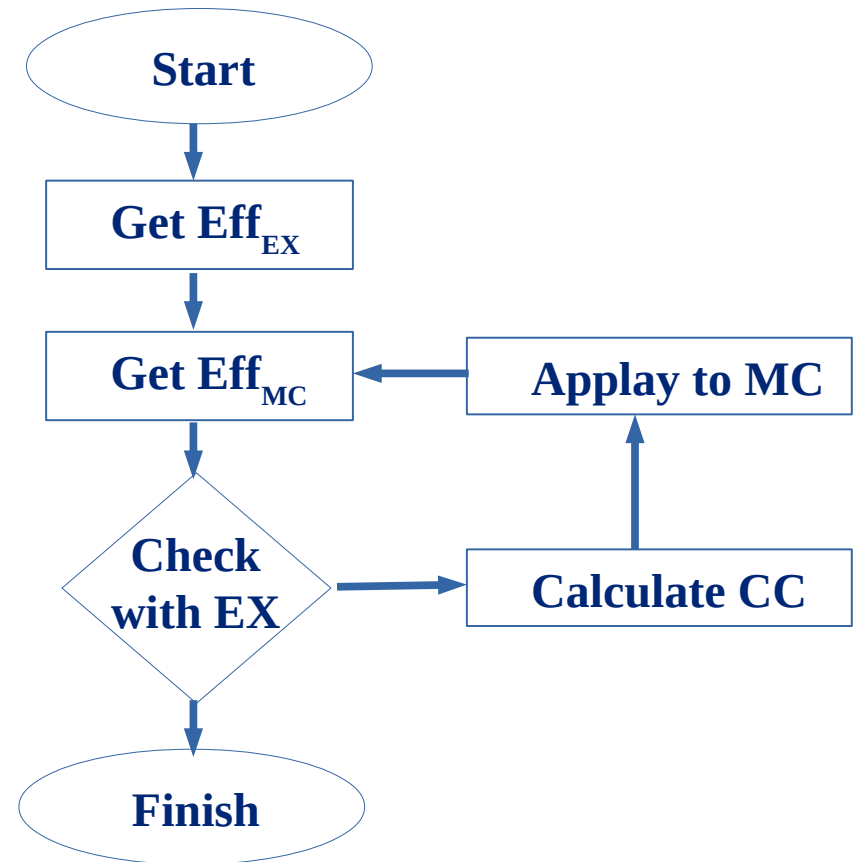 Start
Get Eff_EX
Get Eff_MC
Applay to MC
Check
with EX
Calculate CC
Finish